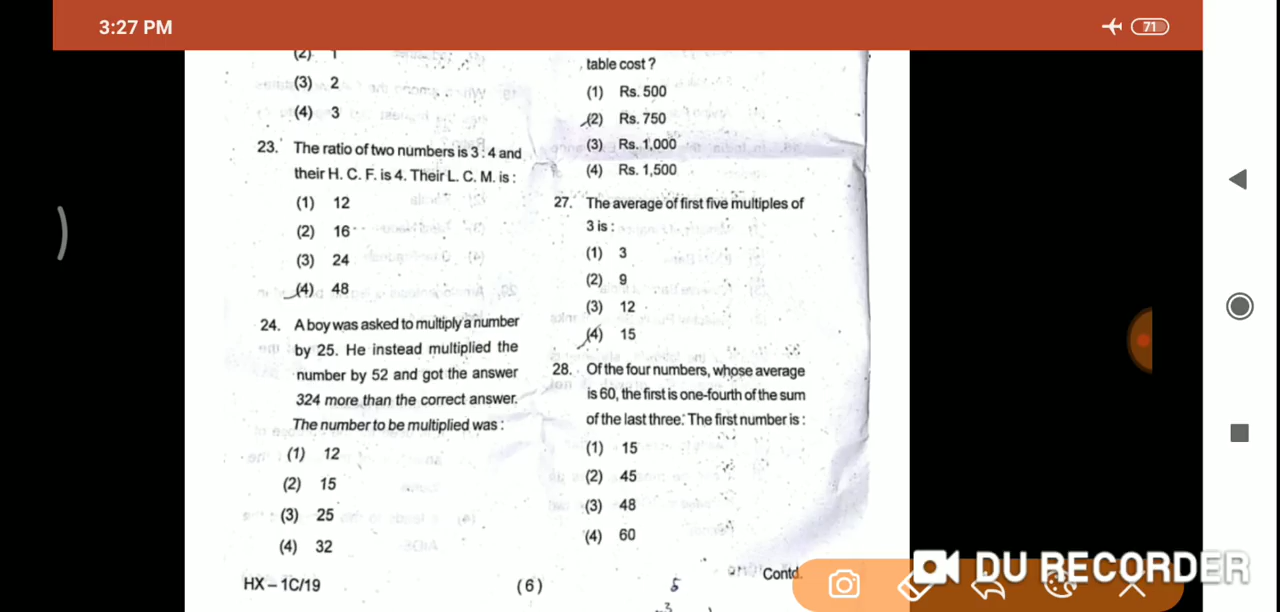 3:27 PM
71
(2) 1
(3) 2
(4) 3
23. The ratio of two numbers is 3 : 4 and
their H. C. F. is 4. Their L. C. M. is :
(1) 12
(2) 16
(3) 24
(4) 48
24. A boy was asked to multiply a number
by 25. He instead multiplied the
number by 52 and got the answer
324 more than the correct answer.
The number to be multiplied was :
(1) 12
(2) 15
(3) 25
(4) 32
HX – 1C/19
(6)
table cost ?
(1) Rs. 500
(2) Rs. 750
(3) Rs. 1,000
(4) Rs. 1,500
27. The average of first five multiples of
3 is :
(1) 3
(2) 9
(3) 12
(4) 15
28. Of the four numbers, whose average
is 60, the first is one-fourth of the sum
of the last three. The first number is :
(1) 15
(2) 45
(3) 48
(4) 60
5
3
Contd.
DU RECORDER